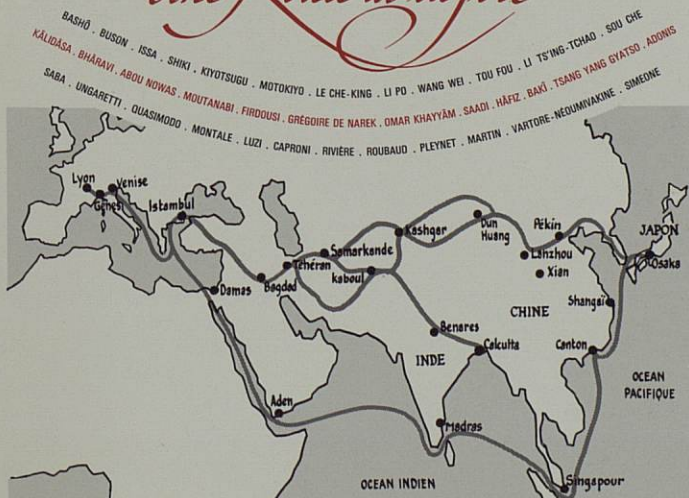 BASHÔ . BUSON . ISSA . SHIKI . KIYOTSUGU . MOTOKIYO . LE CHE-KING . LI PO . WANG WEI . TOU FOU . LI TS'ING-TCHAO . SOU CHE
KÂLIDÂSA . BHÂRAVI . ABOU NOWAS . MOUTANABI . FIRDOUSI . GRÉGOIRE DE NAREK . OMAR KHAYYÂM . SAADI . HÂFIZ . BAKÎ . TSANG YANG GYATSO . ADONIS
SABA . UNGARETTI . QUASIMODO . MONTALE . LUZI . CAPRONI . RIVIÈRE . ROUBAUD . PLEYNET . MARTIN . VARTORE-NÉOUMIVAKINE . SIMEONE
Lyon
Venise
Gênes
Istambul
Samarkande
Kashgar
Dun
Huang
Pékin
JAPON
Osaka
Téhéran
Kaboul
Lanzhou
Xian
Damas
Bagdad
CHINE
Shangaï
Benares
INDE
Calcutta
Canton
OCEAN
PACIFIQUE
Aden
Madras
OCEAN INDIEN
Singapour